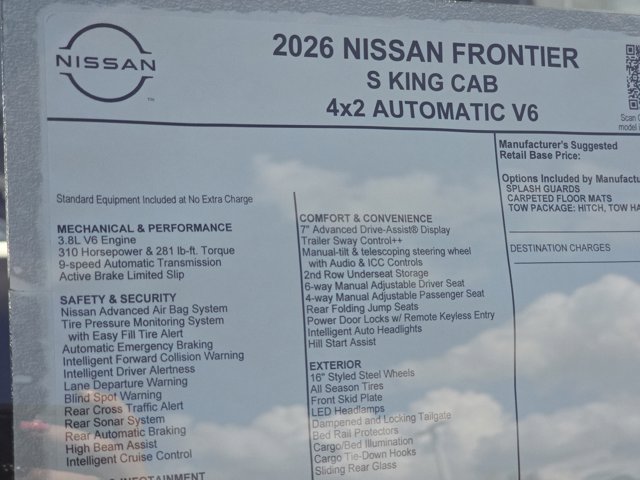 NISSAN
2026 NISSAN FRONTIER
S KING CAB
4x2 AUTOMATIC V6
Scan
model
Standard Equipment Included at No Extra Charge
MECHANICAL & PERFORMANCE
3.8L V6 Engine
310 Horsepower & 281 lb-ft. Torque
9-speed Automatic Transmission
Active Brake Limited Slip
SAFETY & SECURITY
Nissan Advanced Air Bag System
Tire Pressure Monitoring System
with Easy Fill Tire Alert
Automatic Emergency Braking
Intelligent Forward Collision Warning
Intelligent Driver Alertness
Lane Departure Warning
Blind Spot Warning
Rear Cross Traffic Alert
Rear Sonar System
Rear Automatic Braking
High Beam Assist
Intelligent Cruise Control
COMFORT & CONVENIENCE
7" Advanced Drive-Assist® Display
Trailer Sway Control++
Manual-tilt & telescoping steering wheel
with Audio & ICC Controls
2nd Row Underseat Storage
6-way Manual Adjustable Driver Seat
4-way Manual Adjustable Passenger Seat
Rear Folding Jump Seats
Power Door Locks w/ Remote Keyless Entry
Intelligent Auto Headlights
Hill Start Assist
EXTERIOR
16" Styled Steel Wheels
All Season Tires
Front Skid Plate
LED Headlamps
Dampened and Locking Tailgate
Bed Rail Protectors
Cargo/Bed Illumination
Cargo Tie-Down Hooks
Sliding Rear Glass
Manufacturer's Suggested
Retail Base Price:
Options Included by Manufactu
SPLASH GUARDS
CARPETED FLOOR MATS
TOW PACKAGE: HITCH, TOW HA
DESTINATION CHARGES